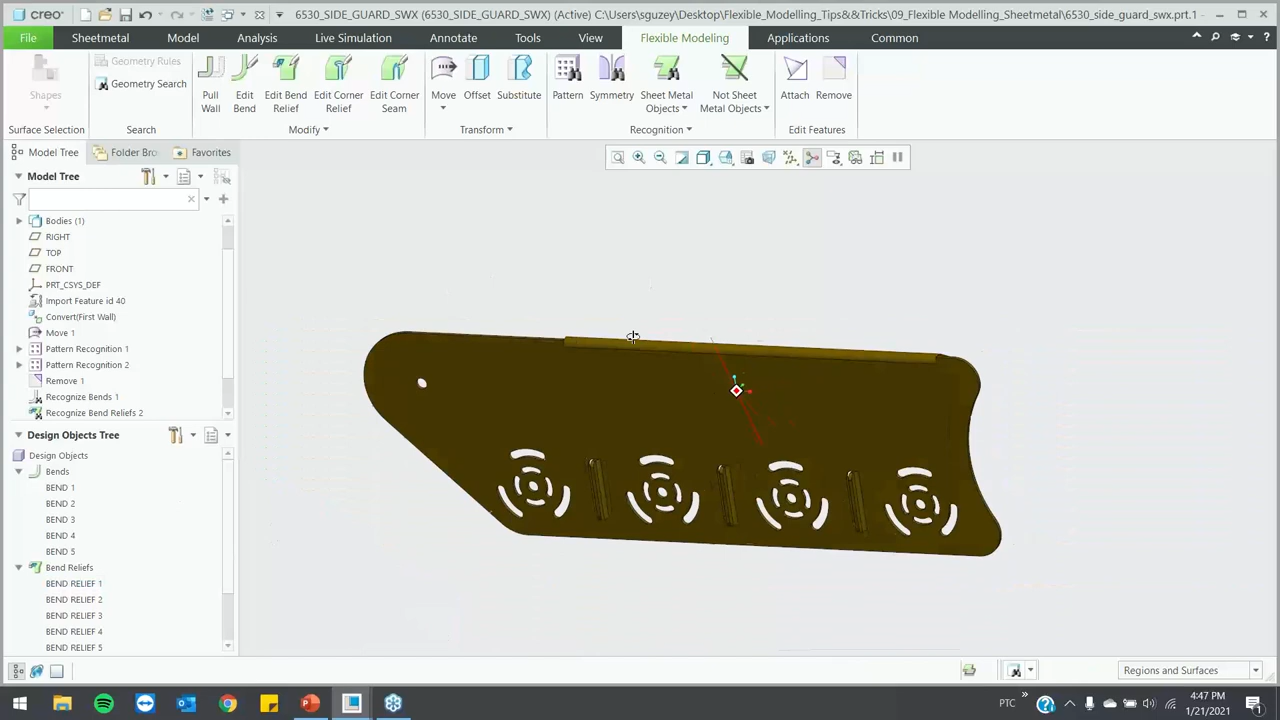 creo
6530_SIDE_GUARD_SWX (6530_SIDE_GUARD_SWX) (Active) C:\Users\sguzey\Desktop\Flexible_Modelling_Tips&&Tricks\09_Flexible Modelling_Sheetmetal\6530_side_guard_swx.prt.1
File Sheetmetal Model Analysis Live Simulation Annotate Tools View Flexible Modeling Applications Common
Shapes
Geometry Rules
Geometry Search
Pull Wall
Edit Bend
Edit Bend Relief
Edit Corner Relief
Edit Corner Seam
Move
Offset
Substitute
Pattern
Symmetry
Sheet Metal Objects
Not Sheet Metal Objects
Attach
Remove
Surface Selection Search Modify Transform Recognition Edit Features
Model Tree Folder Bro Favorites
Model Tree
Bodies (1)
RIGHT
TOP
FRONT
PRT_CSYS_DEF
Import Feature id 40
Convert(First Wall)
Move 1
Pattern Recognition 1
Pattern Recognition 2
Remove 1
Recognize Bends 1
Recognize Bend Reliefs 2
Design Objects Tree
Design Objects
Bends
BEND 1
BEND 2
BEND 3
BEND 4
BEND 5
Bend Reliefs
BEND RELIEF 1
BEND RELIEF 2
BEND RELIEF 3
BEND RELIEF 4
BEND RELIEF 5
Regions and Surfaces
PTC
4:47 PM
1/21/2021